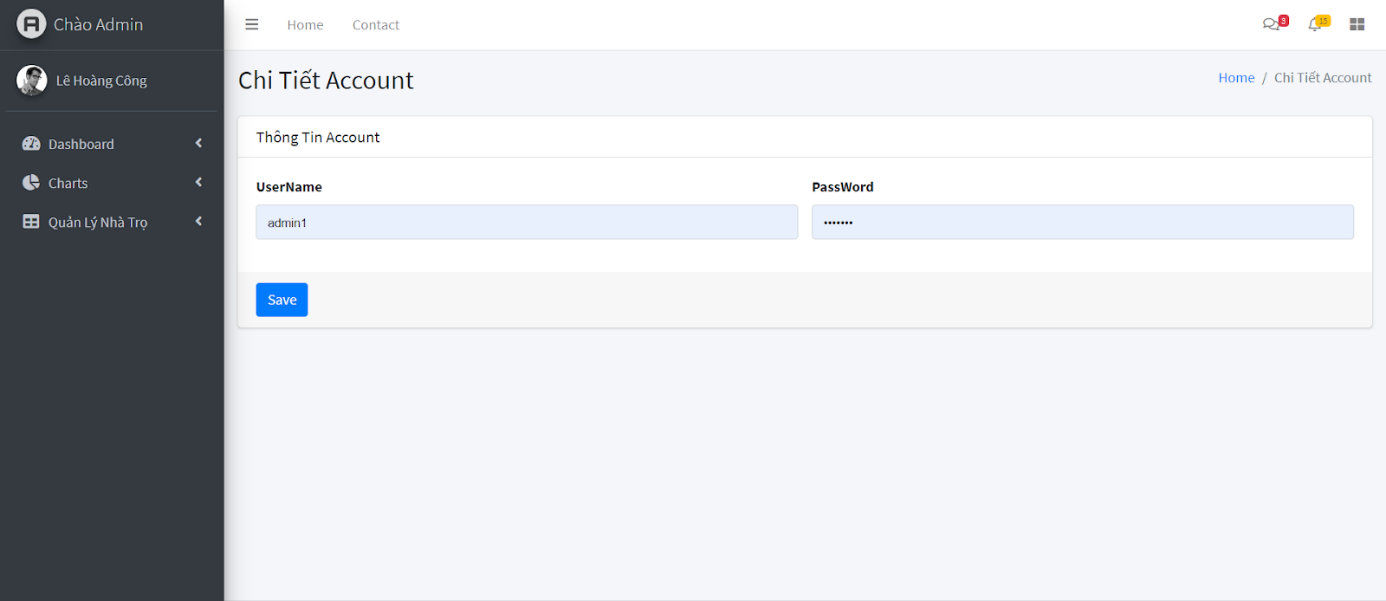 Chào Admin
Home Contact
3
15
Lê Hoàng Công
Dashboard
Charts
Quản Lý Nhà Trọ
Chi Tiết Account
Home / Chi Tiết Account
Thông Tin Account
UserName PassWord
admin1 •••••••
Save